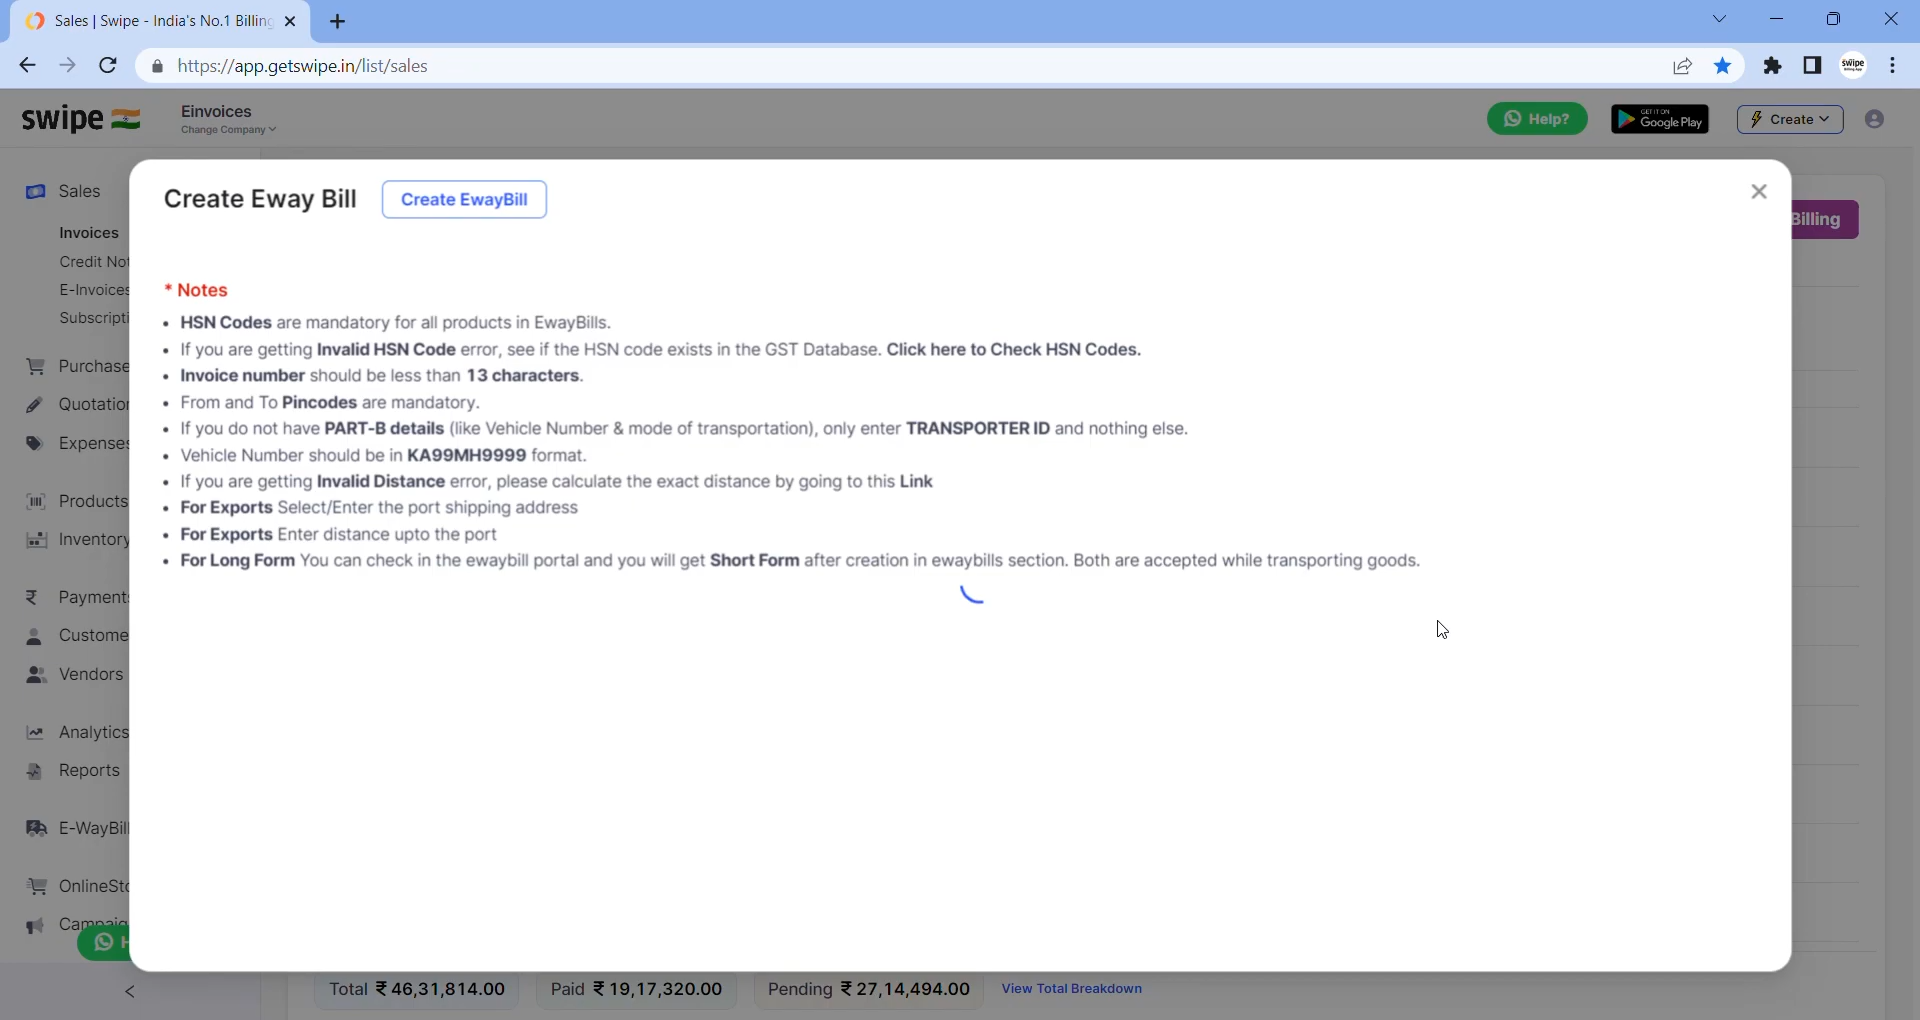 Sales | Swipe - India's No.1 Billing
https://app.getswipe.in/list/sales
swipe
Billing App
swipe
Einvoices
Change Company
Help?
GET IT ON
Google Play
Create
Sales
Invoices
Credit Not
E-Invoices
Subscripti
Purchase
Quotation
Expenses
Products
Inventory
Payments
Custome
Vendors
Analytics
Reports
E-WayBill
OnlineSto
Campaig
H
Billing
Create Eway Bill
Create EwayBill
* Notes
• HSN Codes are mandatory for all products in EwayBills.
• If you are getting Invalid HSN Code error, see if the HSN code exists in the GST Database. Click here to Check HSN Codes.
• Invoice number should be less than 13 characters.
• From and To Pincodes are mandatory.
• If you do not have PART-B details (like Vehicle Number & mode of transportation), only enter TRANSPORTER ID and nothing else.
• Vehicle Number should be in KA99MH9999 format.
• If you are getting Invalid Distance error, please calculate the exact distance by going to this Link
• For Exports Select/Enter the port shipping address
• For Exports Enter distance upto the port
• For Long Form You can check in the ewaybill portal and you will get Short Form after creation in ewaybills section. Both are accepted while transporting goods.
Total ₹ 46,31,814.00
Paid ₹ 19,17,320.00
Pending ₹ 27,14,494.00
View Total Breakdown